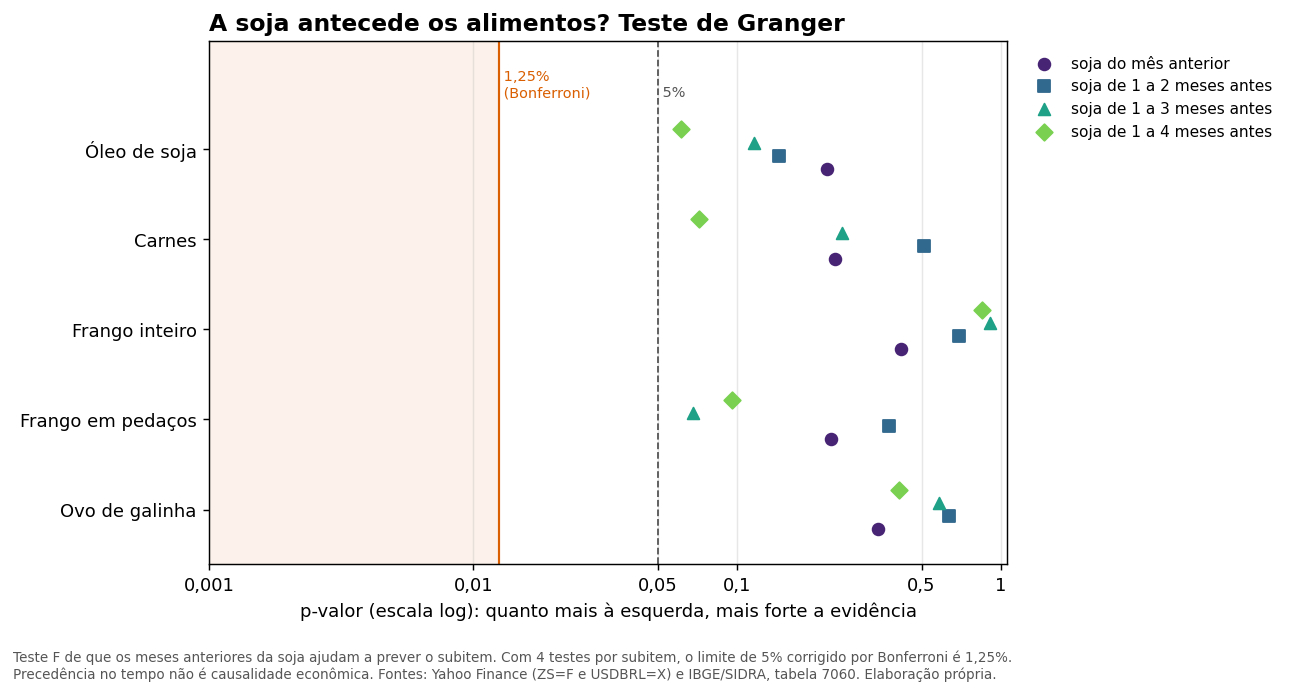 A soja antecede os alimentos? Teste de Granger
1,25%
(Bonferroni)
5%
soja do mês anterior
soja de 1 a 2 meses antes
soja de 1 a 3 meses antes
soja de 1 a 4 meses antes
Óleo de soja
Carnes
Frango inteiro
Frango em pedaços
Ovo de galinha
0,001 0,01 0,05 0,1 0,5 1
p-valor (escala log): quanto mais à esquerda, mais forte a evidência
Teste F de que os meses anteriores da soja ajudam a prever o subitem. Com 4 testes por subitem, o limite de 5% corrigido por Bonferroni é 1,25%.
Precedência no tempo não é causalidade econômica. Fontes: Yahoo Finance (ZS=F e USDBRL=X) e IBGE/SIDRA, tabela 7060. Elaboração própria.